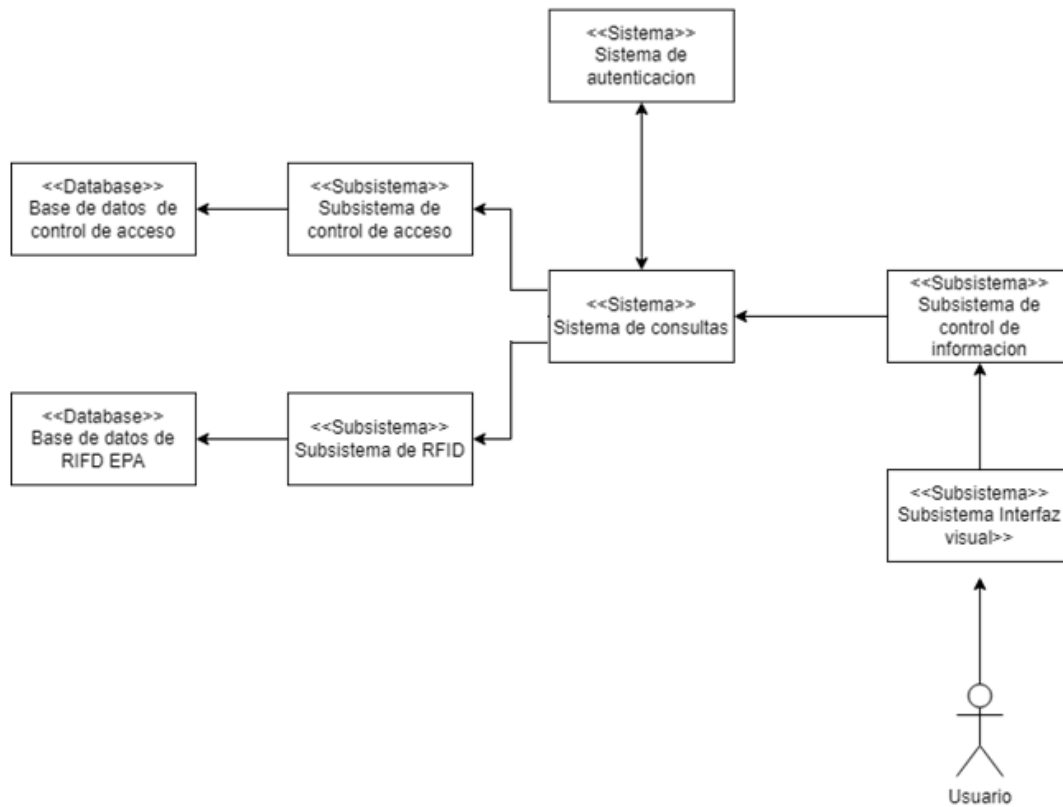 <<Sistema>>
Sistema de
autenticacion
<<Database>>
Base de datos de
control de acceso
<<Subsistema>>
Subsistema de
control de acceso
<<Sistema>>
Sistema de consultas
<<Subsistema>>
Subsistema de
control de
informacion
<<Database>>
Base de datos de
RIFD EPA
<<Subsistema>>
Subsistema de RFID
<<Subsistema>>
Subsistema Interfaz
visual>>
Usuario